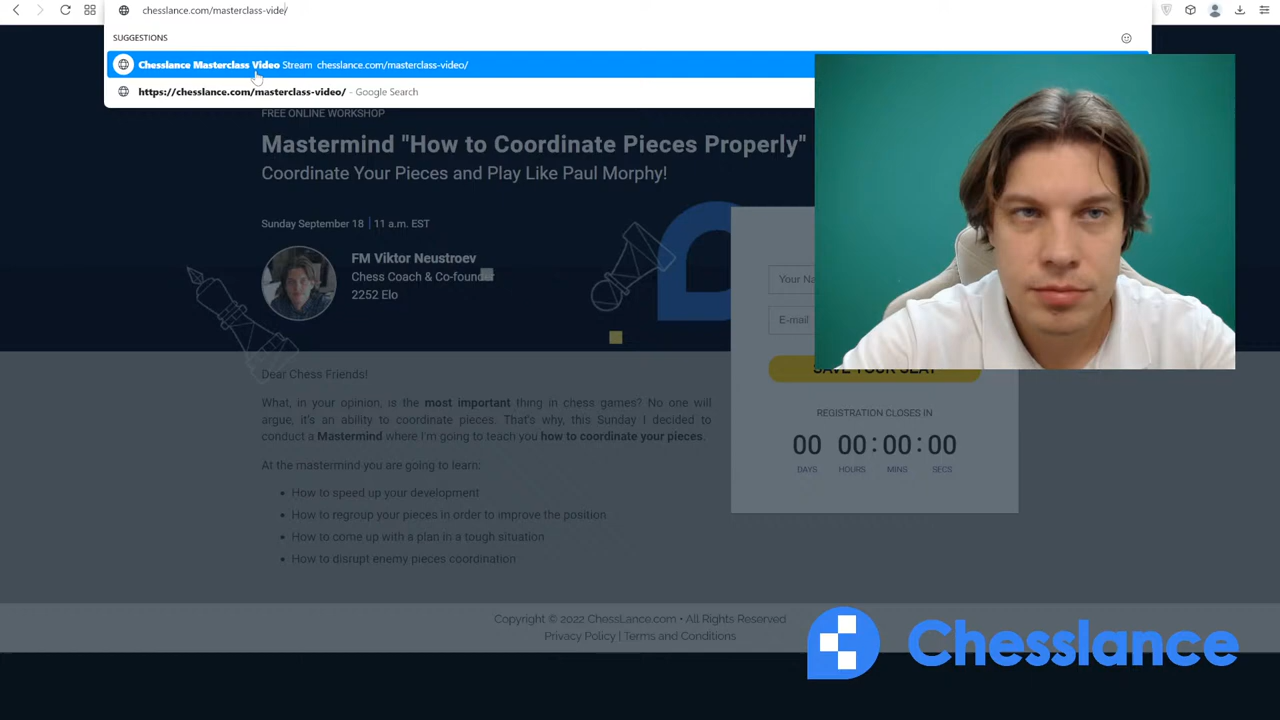 chesslance.com/masterclass-vide/
SUGGESTIONS
Chesslance Masterclass Video Stream chesslance.com/masterclass-video/
https://chesslance.com/masterclass-video/ - Google Search
FREE ONLINE WORKSHOP
Mastermind "How to Coordinate Pieces Properly"
Coordinate Your Pieces and Play Like Paul Morphy!
Sunday September 18 | 11 a.m. EST
FM Viktor Neustroev
Chess Coach & Co-founder
2252 Elo
Your Na
E-mail
SAVE YOUR SEAT
REGISTRATION CLOSES IN
00 00 : 00 : 00
DAYS HOURS MINS SECS
Dear Chess Friends!
What, in your opinion, is the most important thing in chess games? No one will
argue, it's an ability to coordinate pieces. That's why, this Sunday I decided to
conduct a Mastermind where I'm going to teach you how to coordinate your pieces.
At the mastermind you are going to learn:
• How to speed up your development
• How to regroup your pieces in order to improve the position
• How to come up with a plan in a tough situation
• How to disrupt enemy pieces coordination
Copyright © 2022 ChessLance.com • All Rights Reserved
Privacy Policy | Terms and Conditions
Chesslance